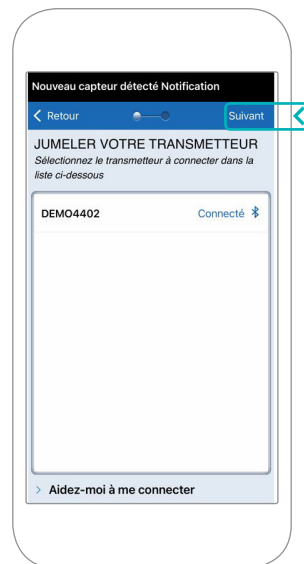 Nouveau capteur détecté Notification
Retour
Suivant
JUMELER VOTRE TRANSMETTEUR
Sélectionnez le transmetteur à connecter dans la
liste ci-dessous
DEMO4402 Connecté
Aidez-moi à me connecter